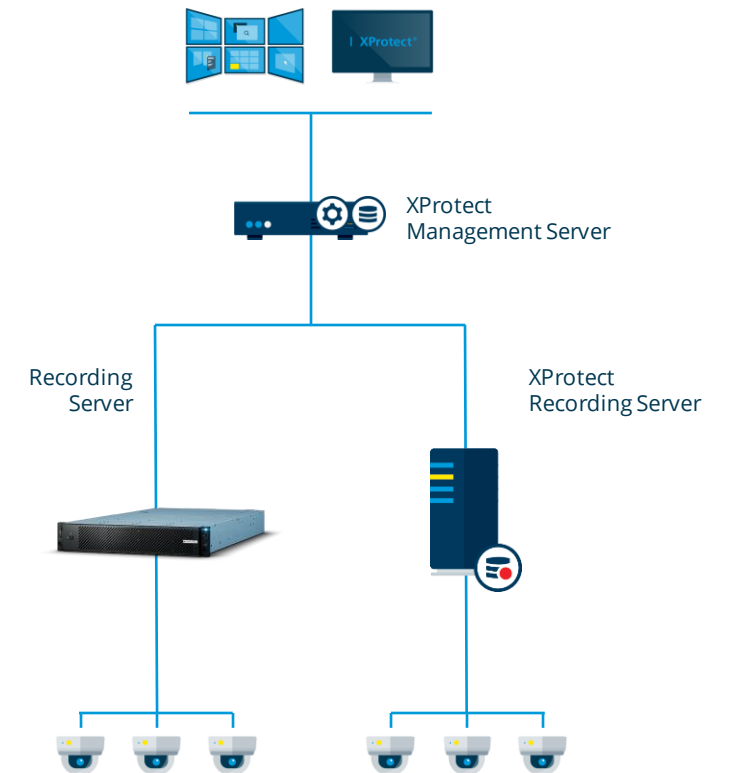 | XProtect®
XProtect
Management Server
Recording
Server
XProtect
Recording Server